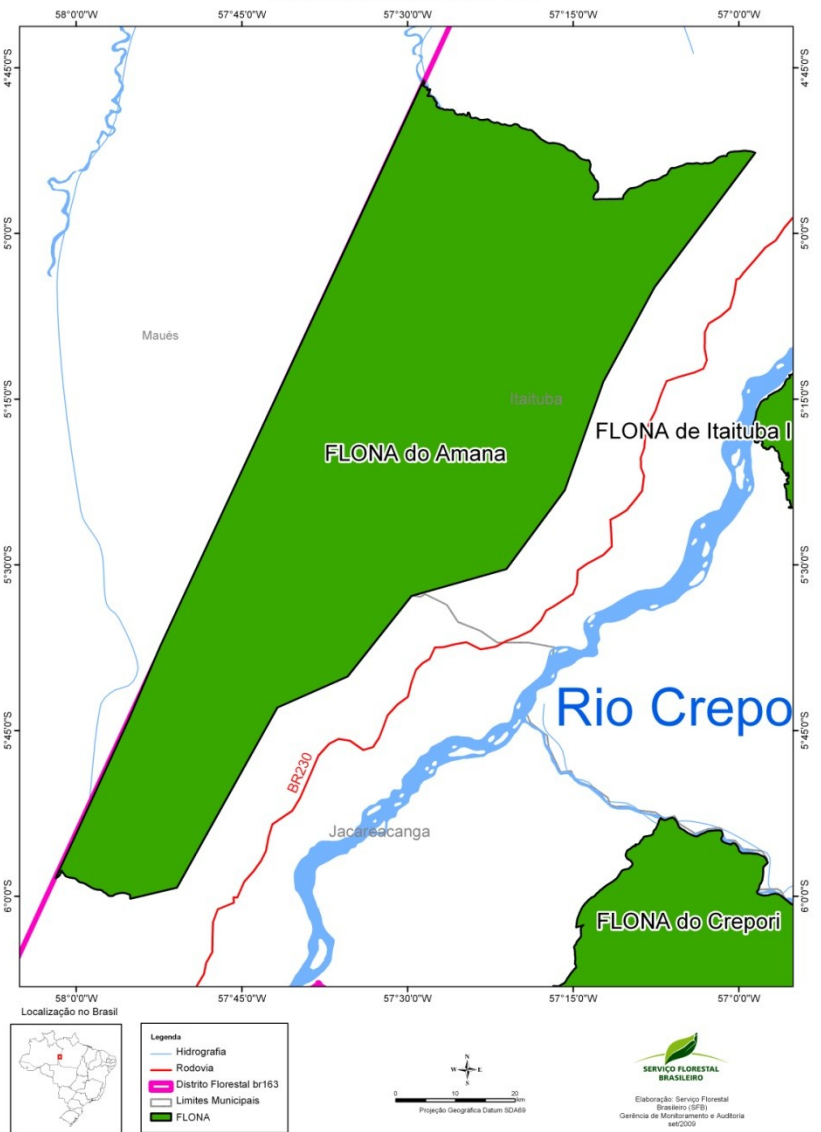 58°0'0"W 57°45'0"W 57°30'0"W 57°15'0"W 57°0'0"W
4°45'0"S 4°45'0"S
5°0'0"S 5°0'0"S
Maués
5°15'0"S 5°15'0"S
Itaituba
FLONA de Itaituba I
FLONA do Amana
5°30'0"S 5°30'0"S
Rio Crepo
5°45'0"S 5°45'0"S
BR230
Jacareacanga
6°0'0"S 6°0'0"S
FLONA do Crepori
58°0'0"W 57°45'0"W 57°30'0"W 57°15'0"W 57°0'0"W
Localização no Brasil
Legenda
Hidrografia
Rodovia
Distrito Florestal br163
Limites Municipais
FLONA
N
W E
S
0 10 20
Km
Projeção Geográfica Datum SDA69
SERVIÇO FLORESTAL
BRASILEIRO
Elaboração: Serviço Florestal
Brasileiro (SFB)
Gerência de Monitoramento e Auditoria
set/2009